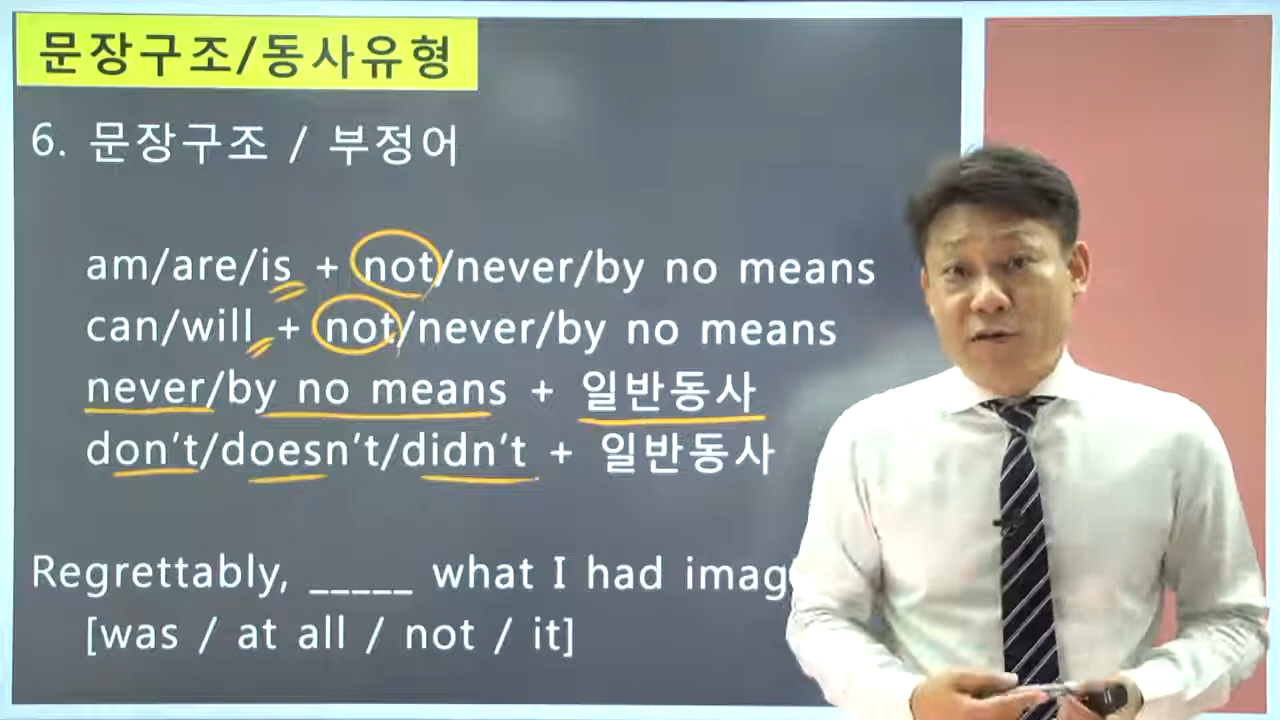 문장구조/동사유형
6. 문장구조 / 부정어
am/are/is + not/never/by no means
can/will + not/never/by no means
never/by no means + 일반동사
don't/doesn't/didn't + 일반동사
Regrettably, _____ what I had
[was / at all / not / it]